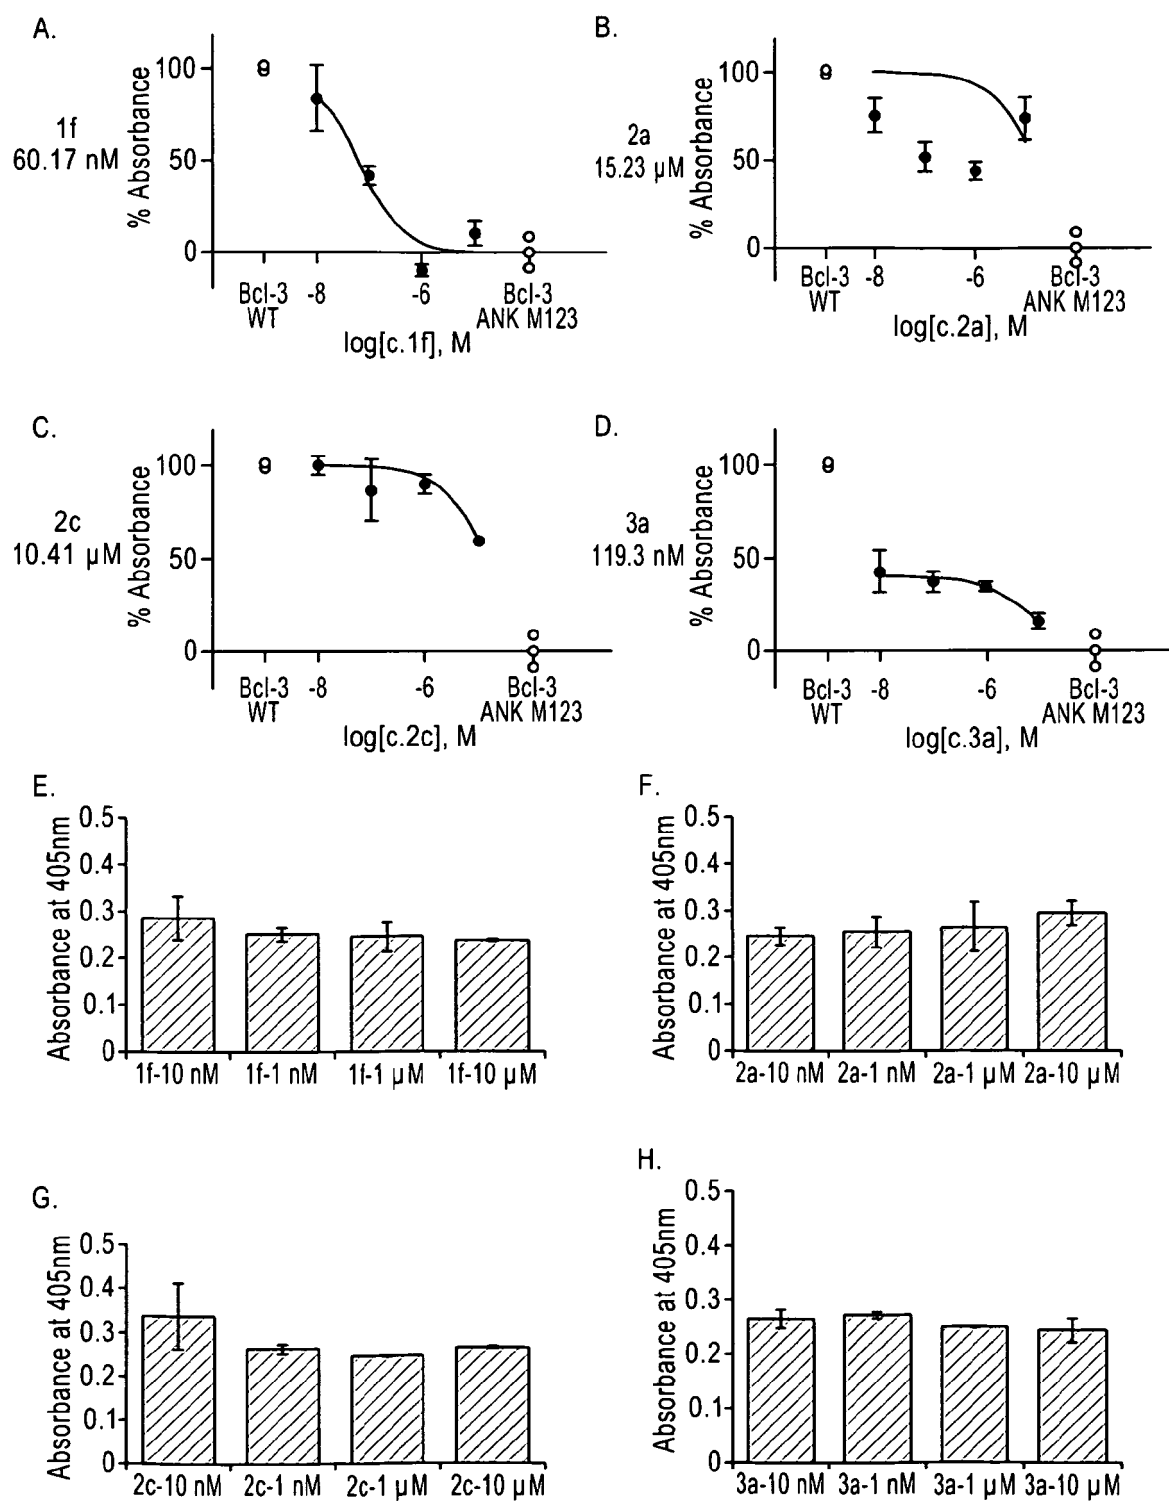 A.
% Absorbance
100
50
0
1f
60.17 nM
Bcl-3
WT
-8
-6
Bcl-3
ANK M123
log[c.1f], M
B.
% Absorbance
100
50
0
2a
15.23 µM
Bcl-3
WT
-8
-6
Bcl-3
ANK M123
log[c.2a], M
C.
% Absorbance
100
50
0
2c
10.41 µM
Bcl-3
WT
-8
-6
Bcl-3
ANK M123
log[c.2c], M
D.
% Absorbance
100
50
0
3a
119.3 nM
Bcl-3
WT
-8
-6
Bcl-3
ANK M123
log[c.3a], M
E.
Absorbance at 405nm
0.5
0.4
0.3
0.2
0.1
0
1f-10 nM 1f-1 nM 1f-1 µM 1f-10 µM
F.
Absorbance at 405nm
0.5
0.4
0.3
0.2
0.1
0
2a-10 nM 2a-1 nM 2a-1 µM 2a-10 µM
G.
Absorbance at 405nm
0.5
0.4
0.3
0.2
0.1
0
2c-10 nM 2c-1 nM 2c-1 µM 2c-10 µM
H.
Absorbance at 405nm
0.5
0.4
0.3
0.2
0.1
0
3a-10 nM 3a-1 nM 3a-1 µM 3a-10 µM